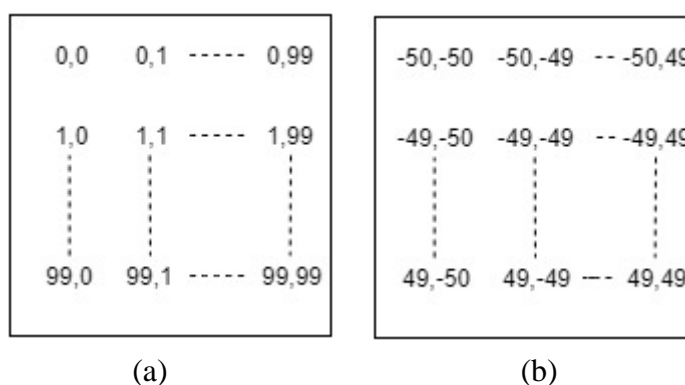 0,0 0,1 ----- 0,99
1,0 1,1 ----- 1,99
99,0 99,1 ----- 99,99
(a)
-50,-50 -50,-49 -- -50,49
-49,-50 -49,-49 -- -49,49
49,-50 49,-49 --- 49,49
(b)